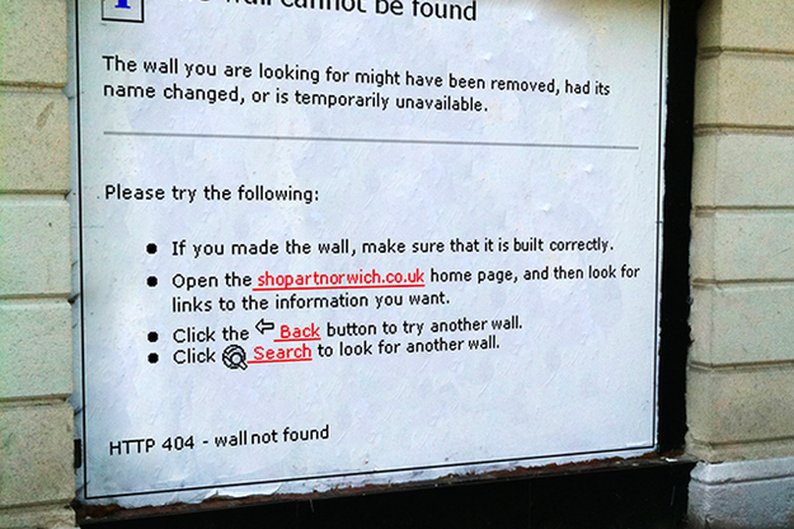 wall cannot be found
The wall you are looking for might have been removed, had its
name changed, or is temporarily unavailable.
Please try the following:
If you made the wall, make sure that it is built correctly.
Open the shopartnorwich.co.uk home page, and then look for
links to the information you want.
Click the Back button to try another wall.
Click Search to look for another wall.
HTTP 404 - wall not found